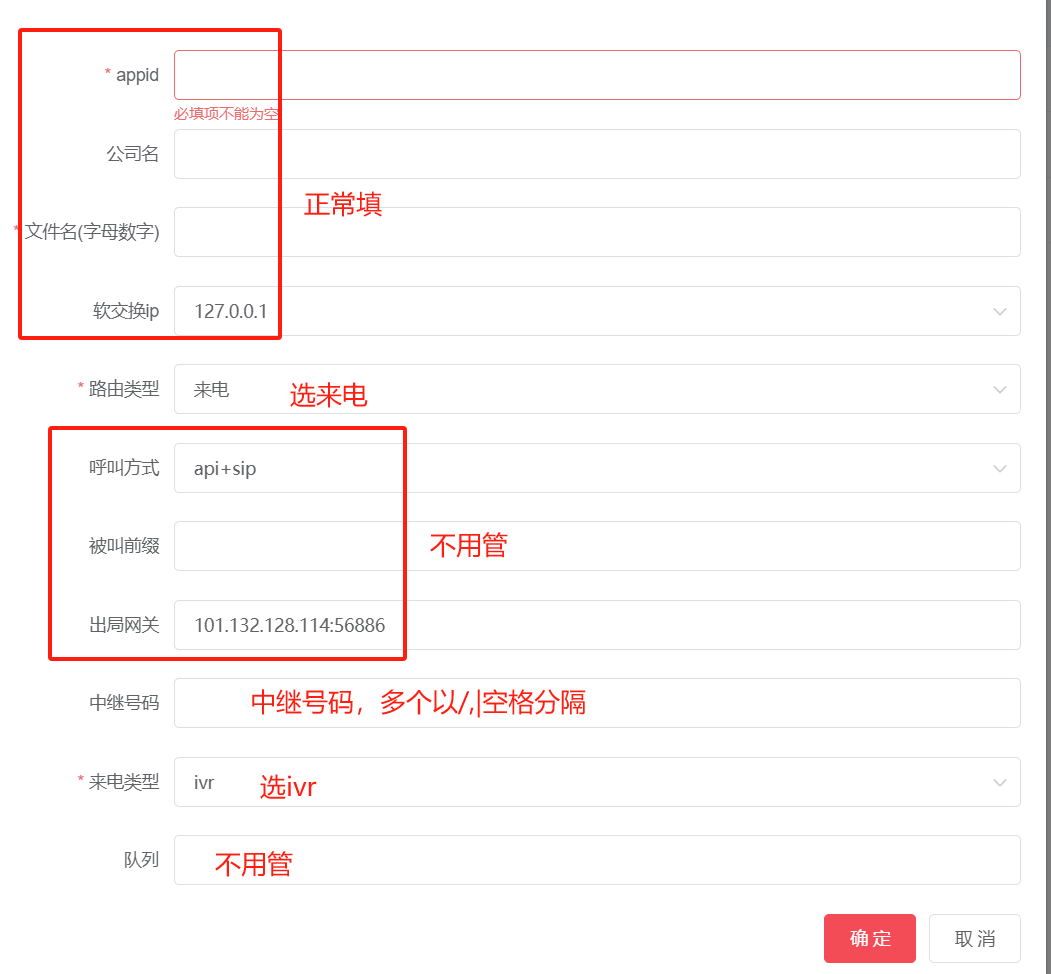 * appid
必填项不能为空
公司名
正常填
* 文件名(字母数字)
软交换ip 127.0.0.1
* 路由类型 来电 选来电
呼叫方式 api+sip
被叫前缀 不用管
出局网关 101.132.128.114:56886
中继号码 中继号码，多个以/,|空格分隔
* 来电类型 ivr 选ivr
队列 不用管
确定 取消